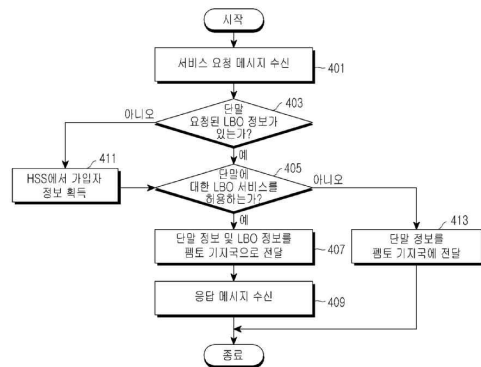 시작
서비스 요청 메시지 수신
401
단말
요청된 LBO 정보가
있는가?
403
아니오
예
411
HSS에서 가입자
정보 획득
단말에
대한 LBO 서비스를
허용하는가?
405
아니오
예
단말 정보 및 LBO 정보를
펨토 기지국으로 전달
407
413
단말 정보를
펨토 기지국에 전달
응답 메시지 수신
409
종료